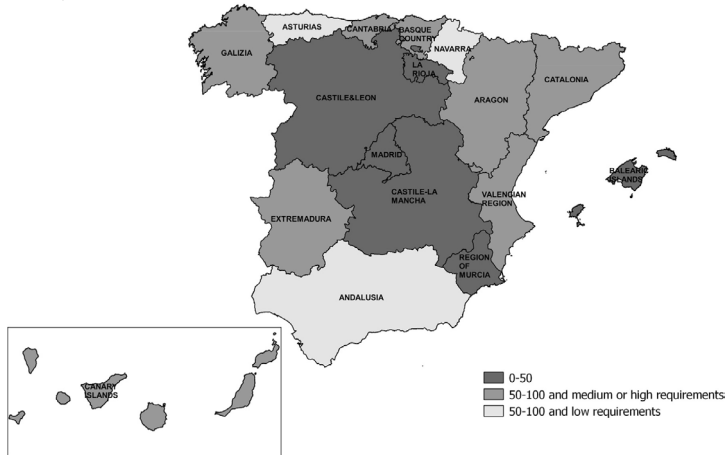 ASTURIAS
CANTABRIA
BASQUE
COUNTRY
NAVARRA
GALIZIA
LA
RIOJA
CATALONIA
CASTILE&LEON
ARAGON
MADRID
BALEARIC
ISLANDS
CASTILE-LA
MANCHA
VALENGIAN
REGION
EXTREMADURA
REGION
OF
MURCIA
ANDALUSIA
CANARY
ISLANDS
0-50
50-100 and medium or high requirements
50-100 and low requirements